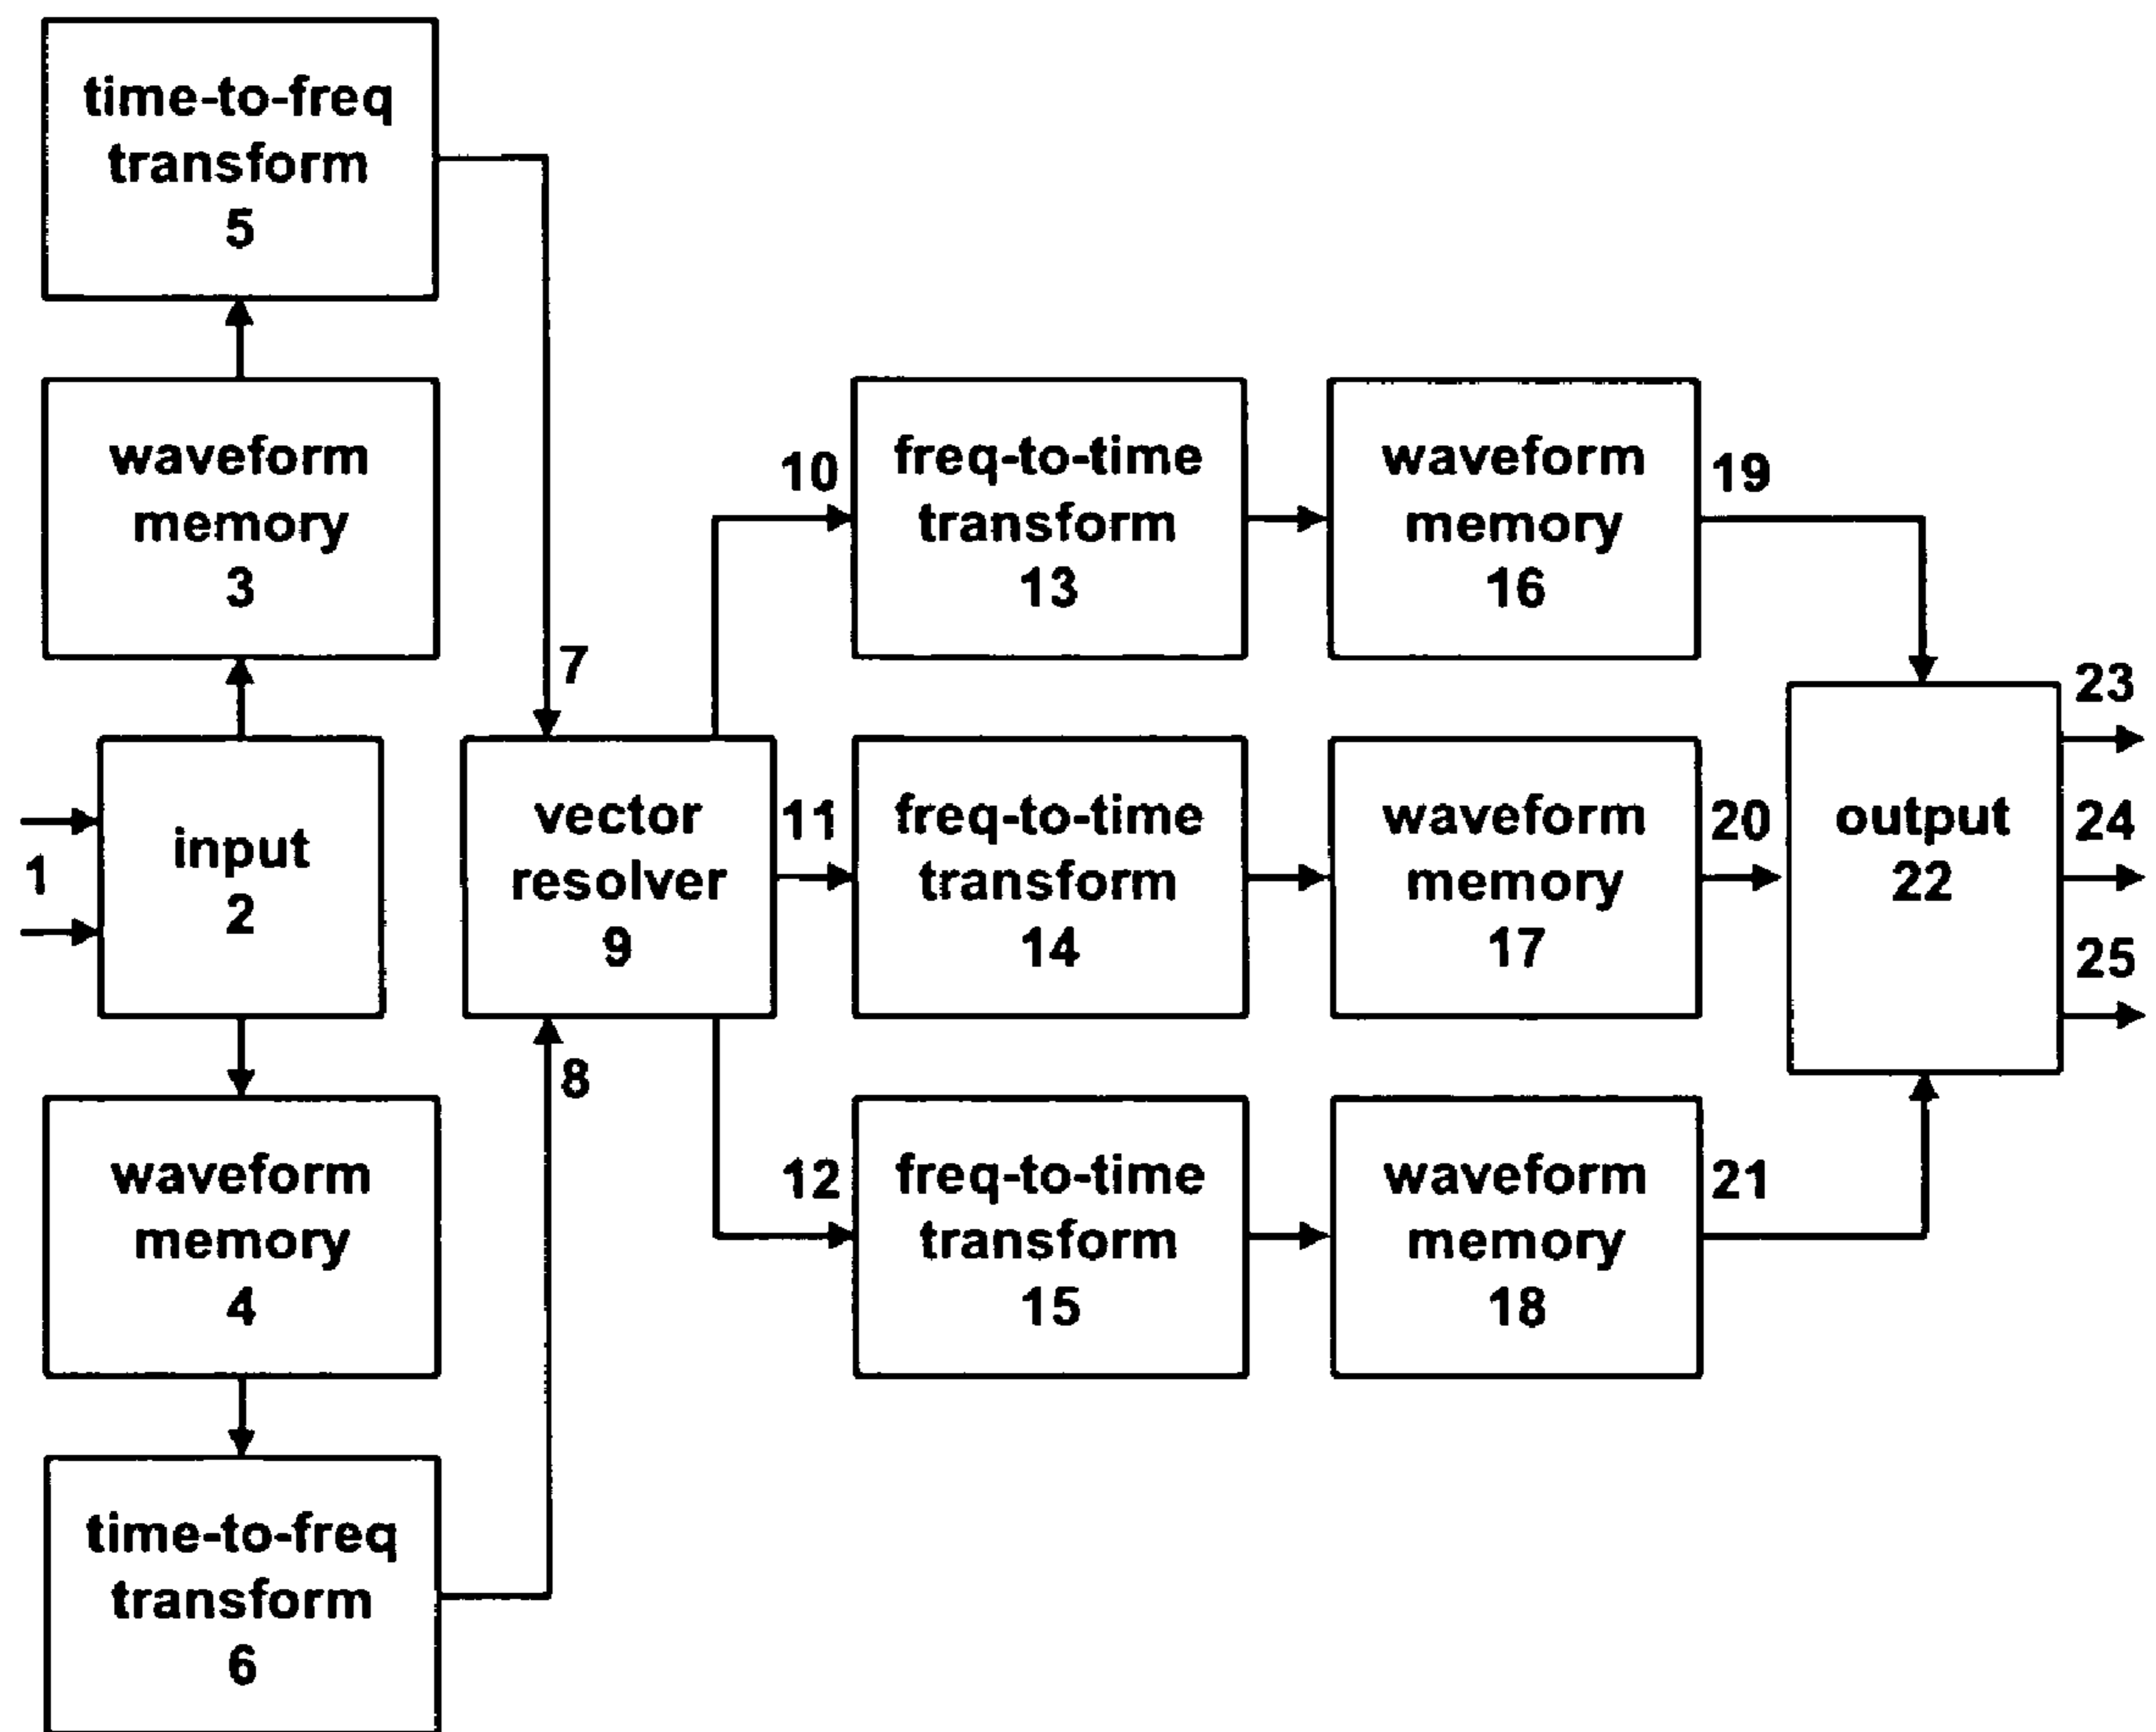 time-to-freq
transform
5
waveform
memory
3
7
1
input
2
vector
resolver
9
8
waveform
memory
4
time-to-freq
transform
6
10
freq-to-time
transform
13
waveform
memory
16
19
11
freq-to-time
transform
14
waveform
memory
17
20
12
freq-to-time
transform
15
waveform
memory
18
21
output
22
23
24
25